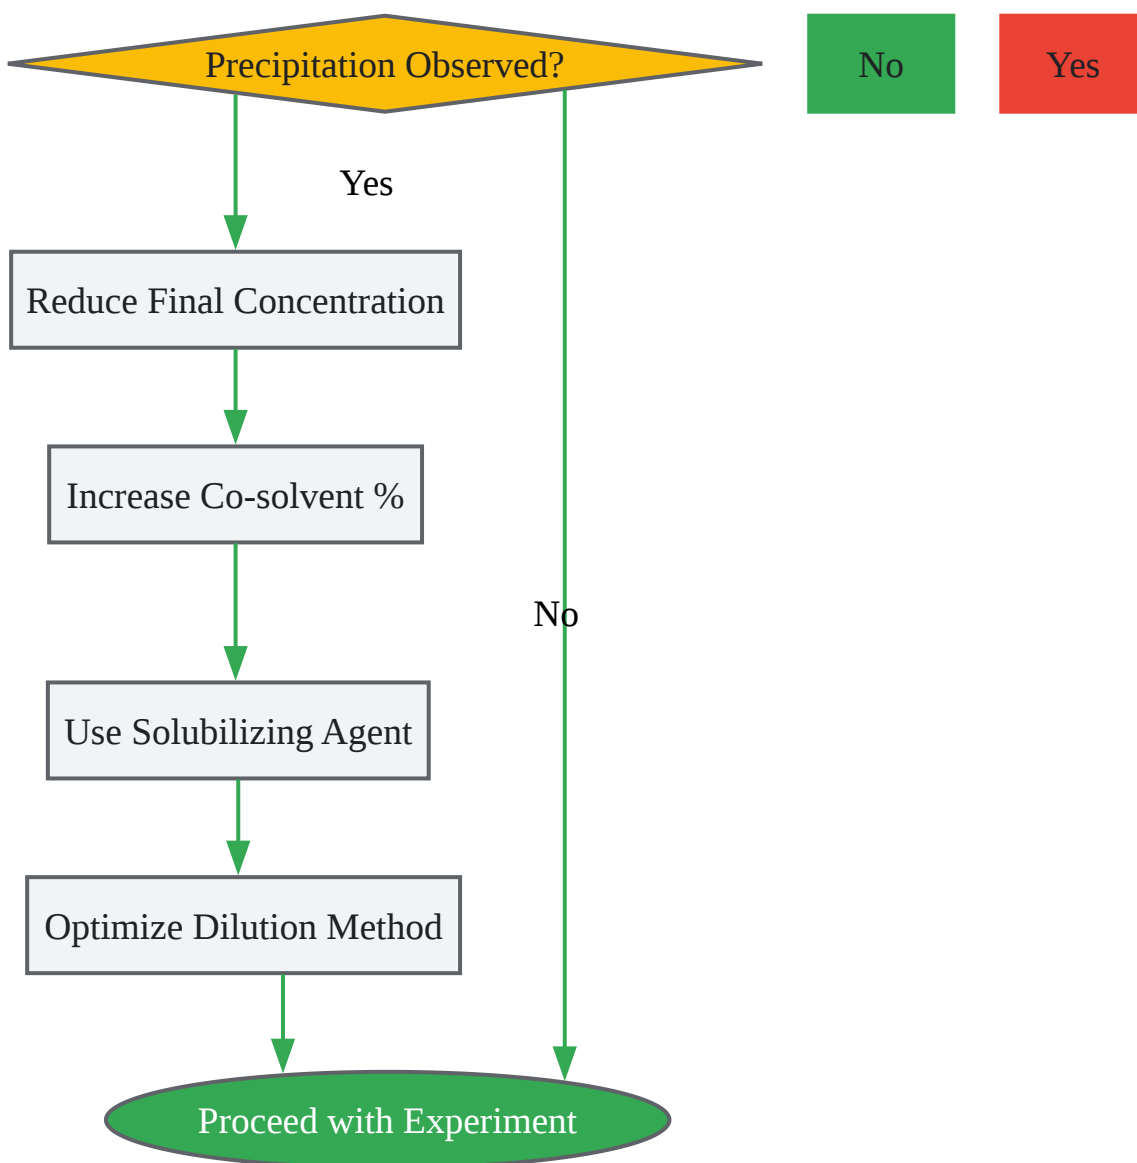 Precipitation Observed?
No
Yes
Yes
Reduce Final Concentration
Increase Co-solvent %
No
Use Solubilizing Agent
Optimize Dilution Method
Proceed with Experiment